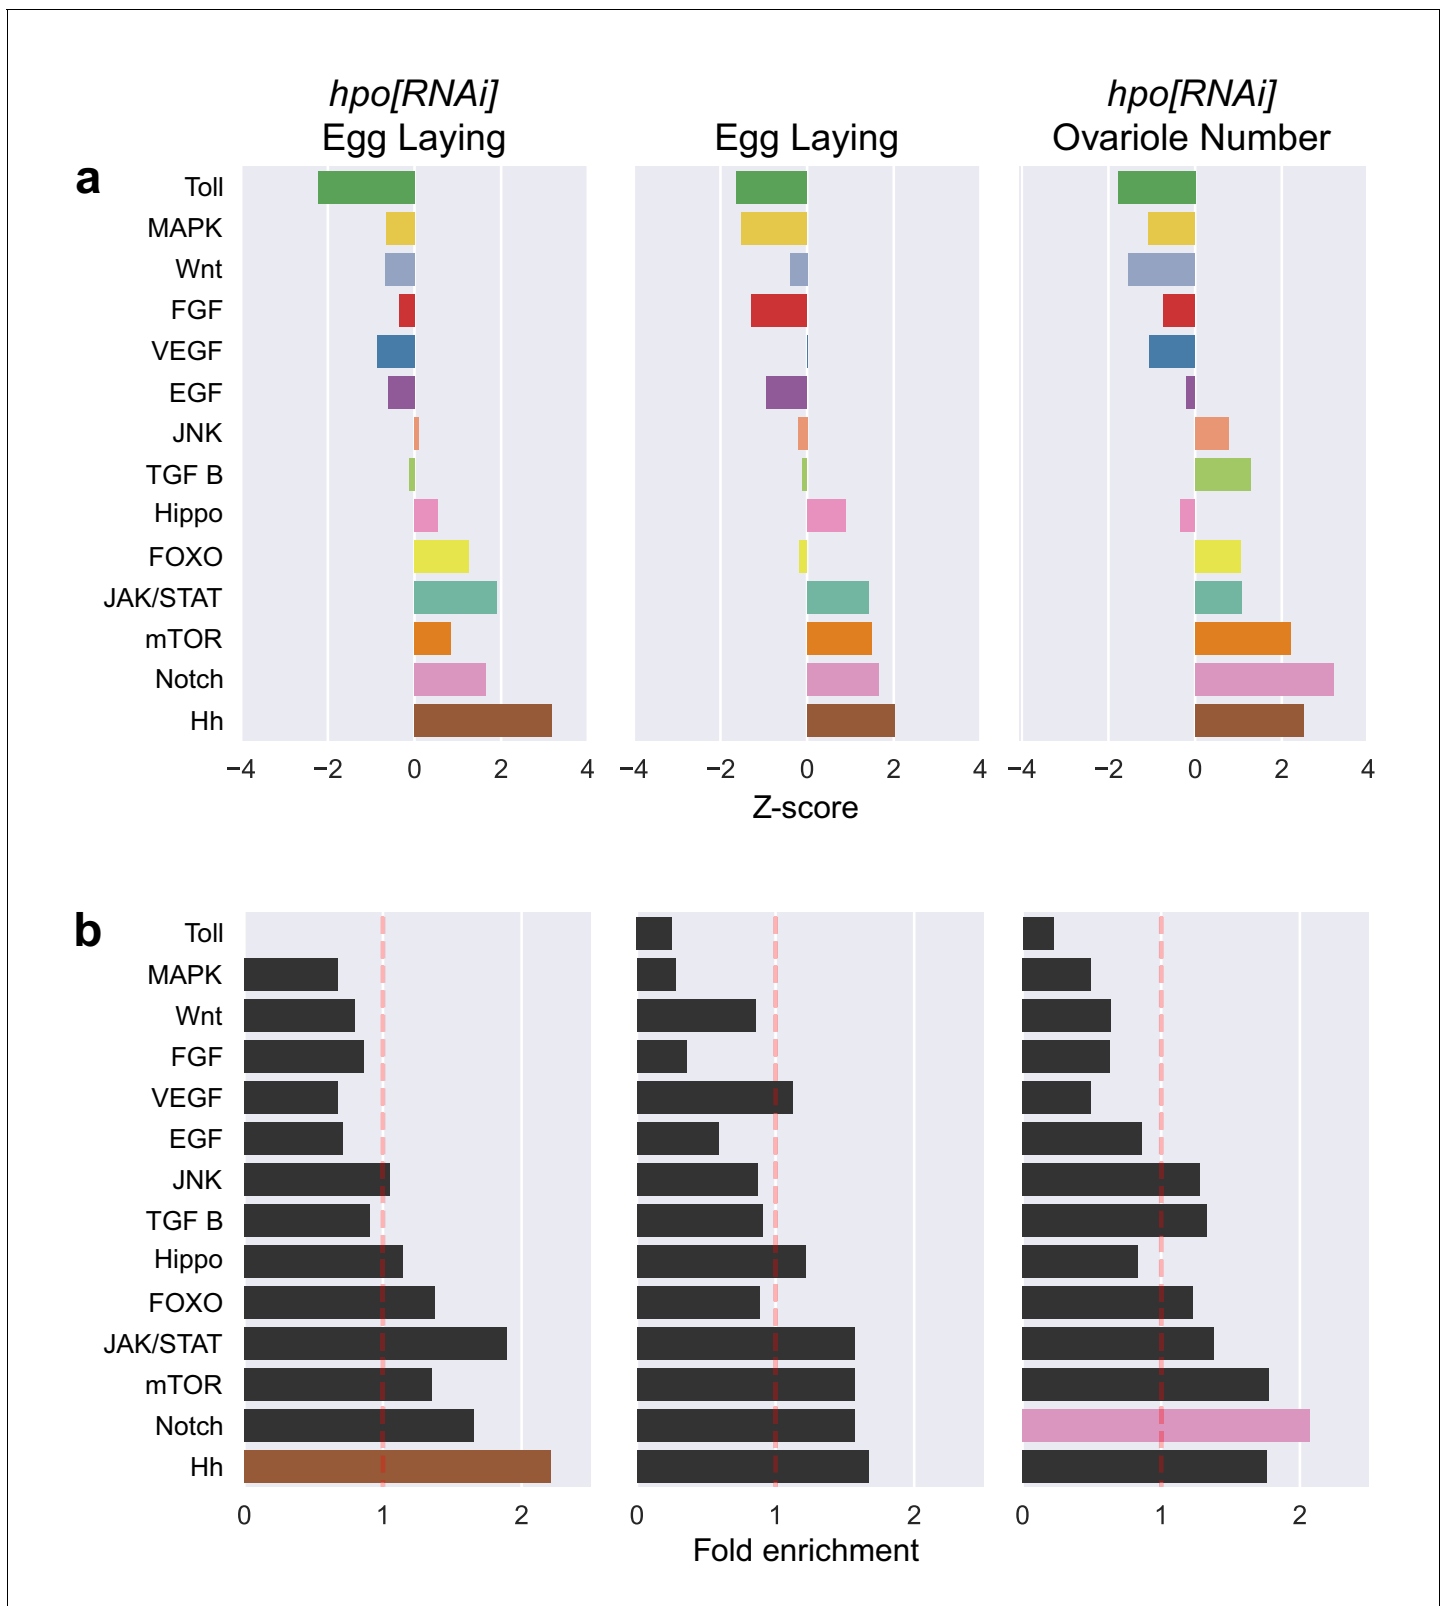 hpo[RNAi]
Egg Laying
Egg Laying
hpo[RNAi]
Ovariole Number
a
Toll
MAPK
Wnt
FGF
VEGF
EGF
JNK
TGF B
Hippo
FOXO
JAK/STAT
mTOR
Notch
Hh
−4 −2 0 2 4 −4 −2 0 2 4 −4 −2 0 2 4
Z-score
b
Toll
MAPK
Wnt
FGF
VEGF
EGF
JNK
TGF B
Hippo
FOXO
JAK/STAT
mTOR
Notch
Hh
0 1 2 0 1 2 0 1 2
Fold enrichment